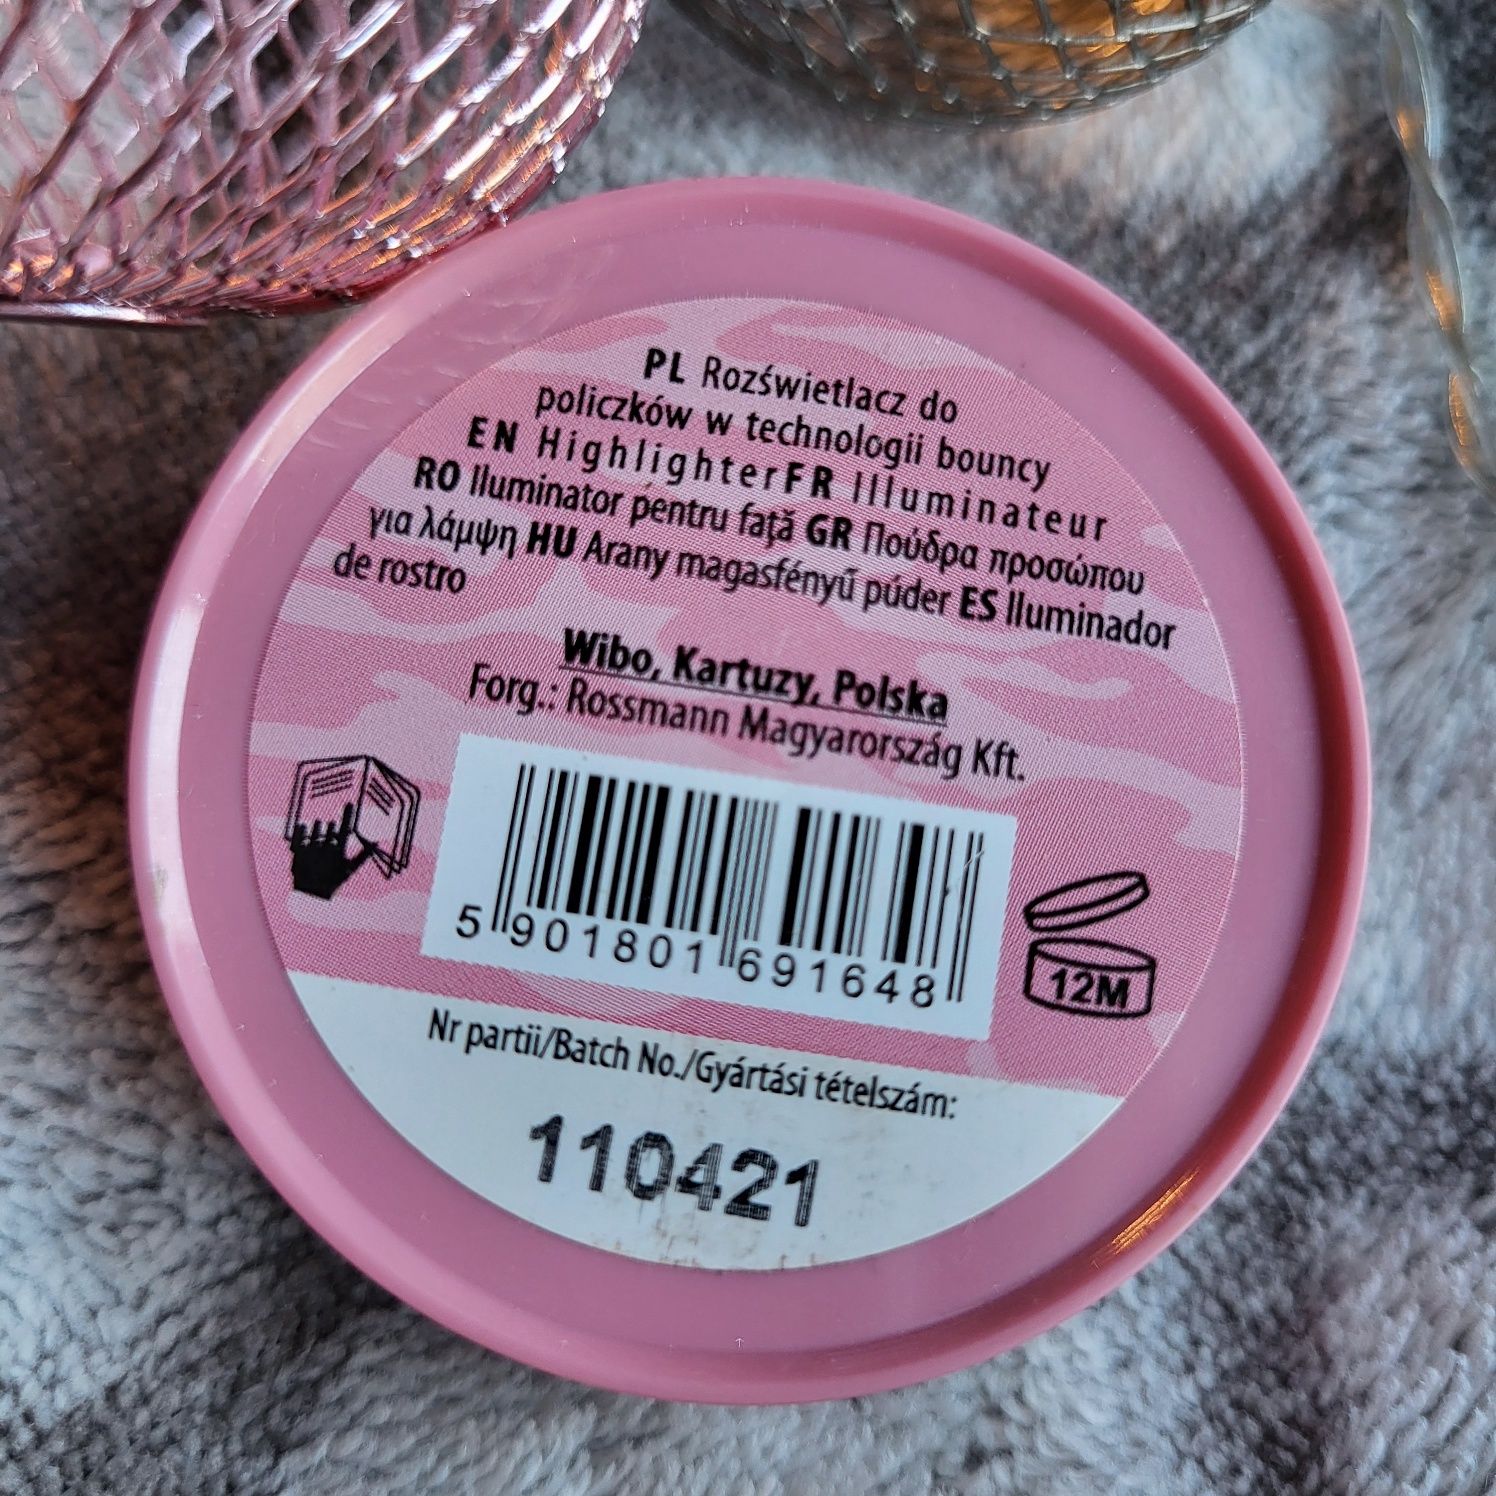 PL Rozświetlacz do
policzków w technologii bouncy
EN Highlighter FR Illuminateur
RO Iluminator pentru față GR Πούδρα προσώπου
για λάμψη HU Arany magasfényű púder ES Iluminador
de rostro
Wibo, Kartuzy, Polska
Forg.: Rossmann Magyarország Kft.
5 901801 691648
12M
Nr partii/Batch No./Gyártási tételszám:
110421